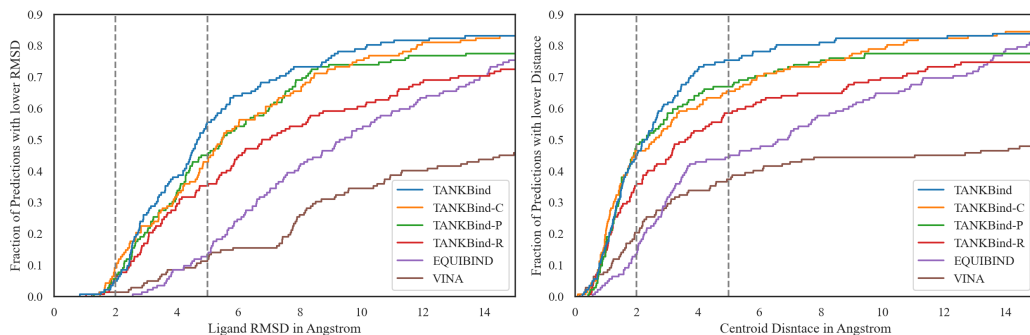 Fraction of Predictions with lower RMSD
0.9
0.8
0.7
0.6
0.5
0.4
0.3
0.2
0.1
0.0
0
2
4
6
8
10
12
14
Ligand RMSD in Angstrom
TANKBind
TANKBind-C
TANKBind-P
TANKBind-R
EQUIBIND
VINA
Fraction of Predictions with lower Distance
0.9
0.8
0.7
0.6
0.5
0.4
0.3
0.2
0.1
0.0
0
2
4
6
8
10
12
14
Centroid Disntace in Angstrom
TANKBind
TANKBind-C
TANKBind-P
TANKBind-R
EQUIBIND
VINA